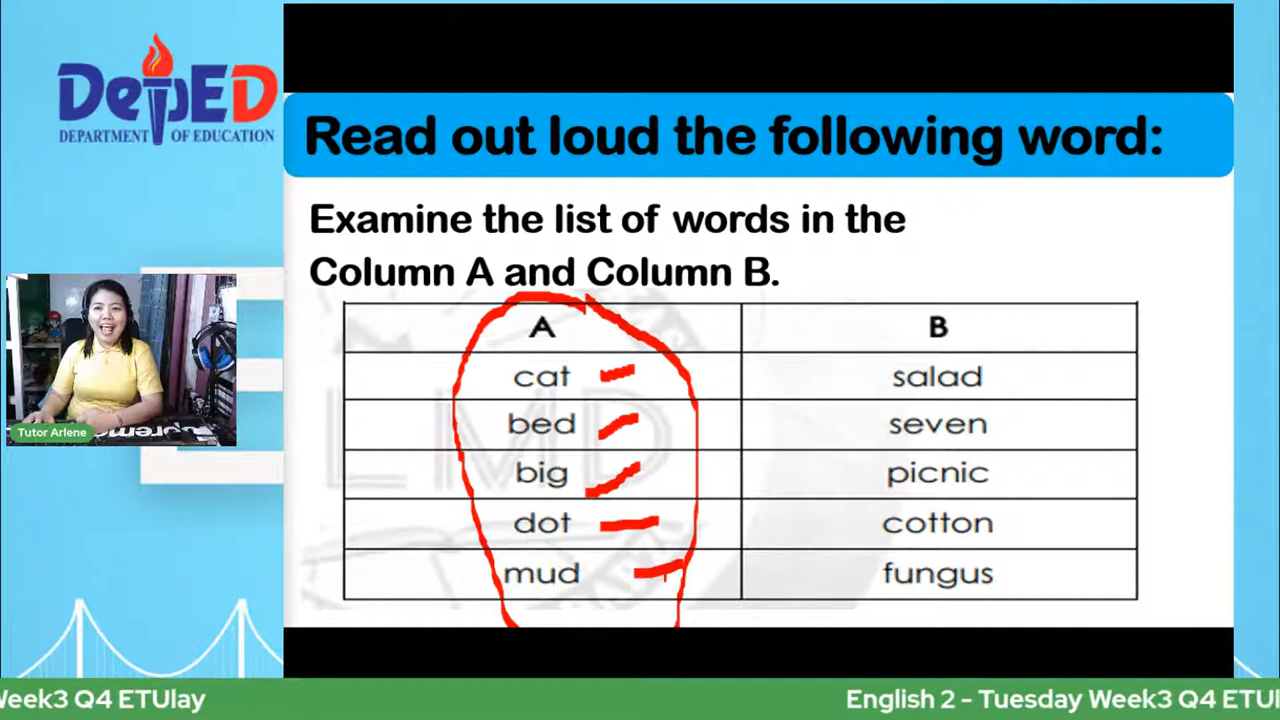 DepED
DEPARTMENT OF EDUCATION
Read out loud the following word:
Examine the list of words in the
Column A and Column B.
A B
cat salad
bed seven
big picnic
dot cotton
mud fungus
LMD
Tutor Arlene
Week3 Q4 ETUlay
English 2 - Tuesday Week3 Q4 ETUl